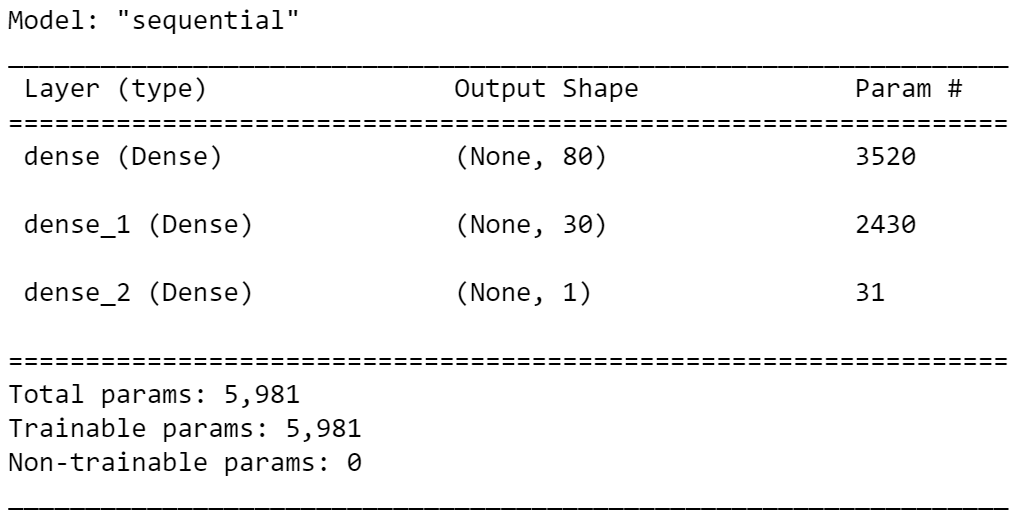 Model: "sequential"
Layer (type) Output Shape Param #
dense (Dense) (None, 80) 3520
dense_1 (Dense) (None, 30) 2430
dense_2 (Dense) (None, 1) 31
Total params: 5,981
Trainable params: 5,981
Non-trainable params: 0